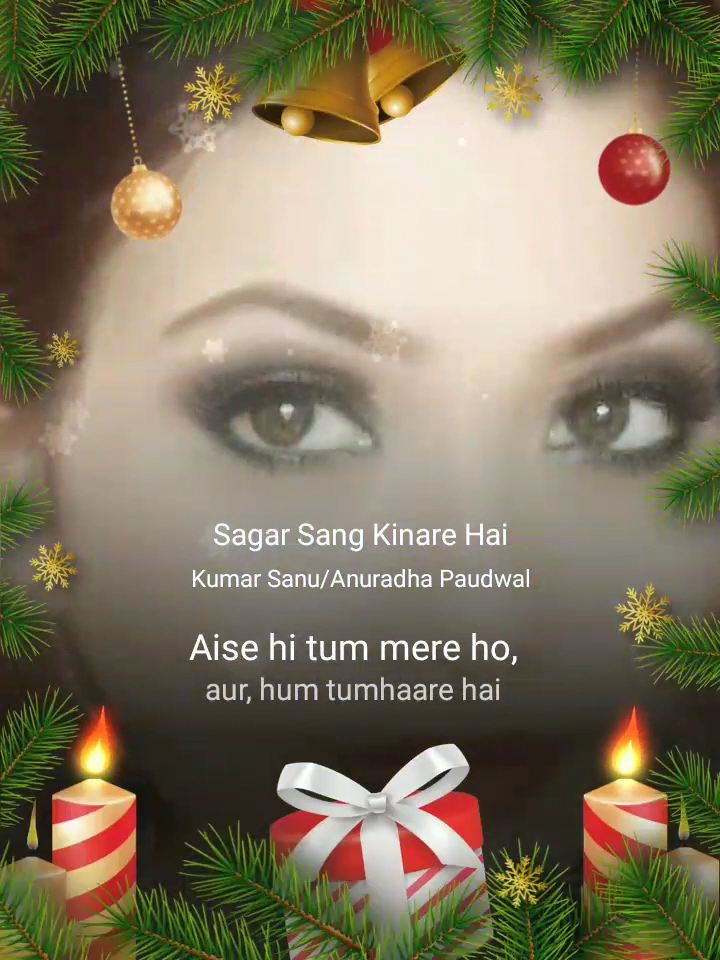 Sagar Sang Kinare Hai
Kumar Sanu/Anuradha Paudwal
Aise hi tum mere ho,
aur, hum tumhaare hai